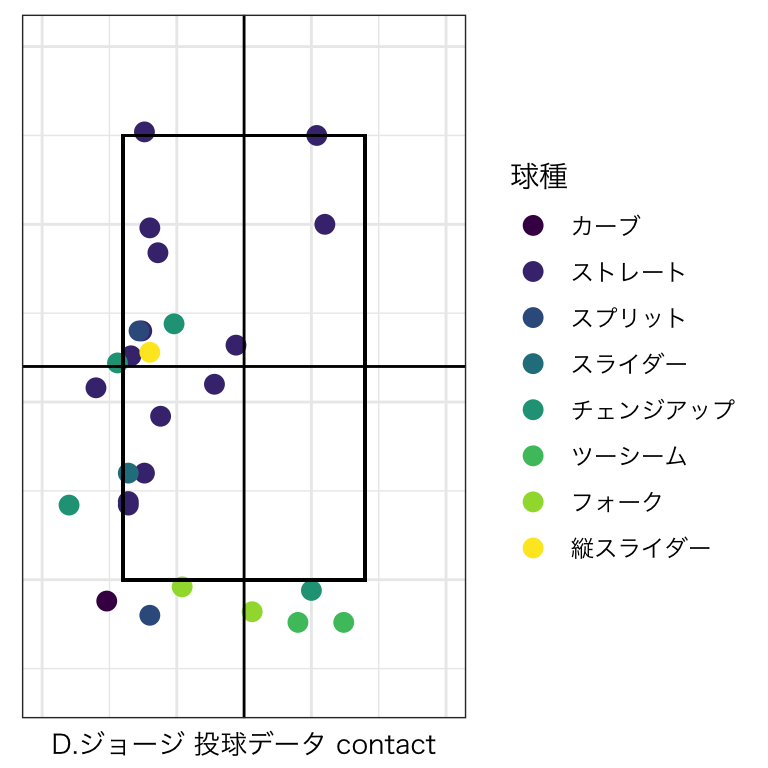 球種
カーブ
ストレート
スプリット
スライダー
チェンジアップ
ツーシーム
フォーク
縦スライダー
D.ジョージ 投球データ contact